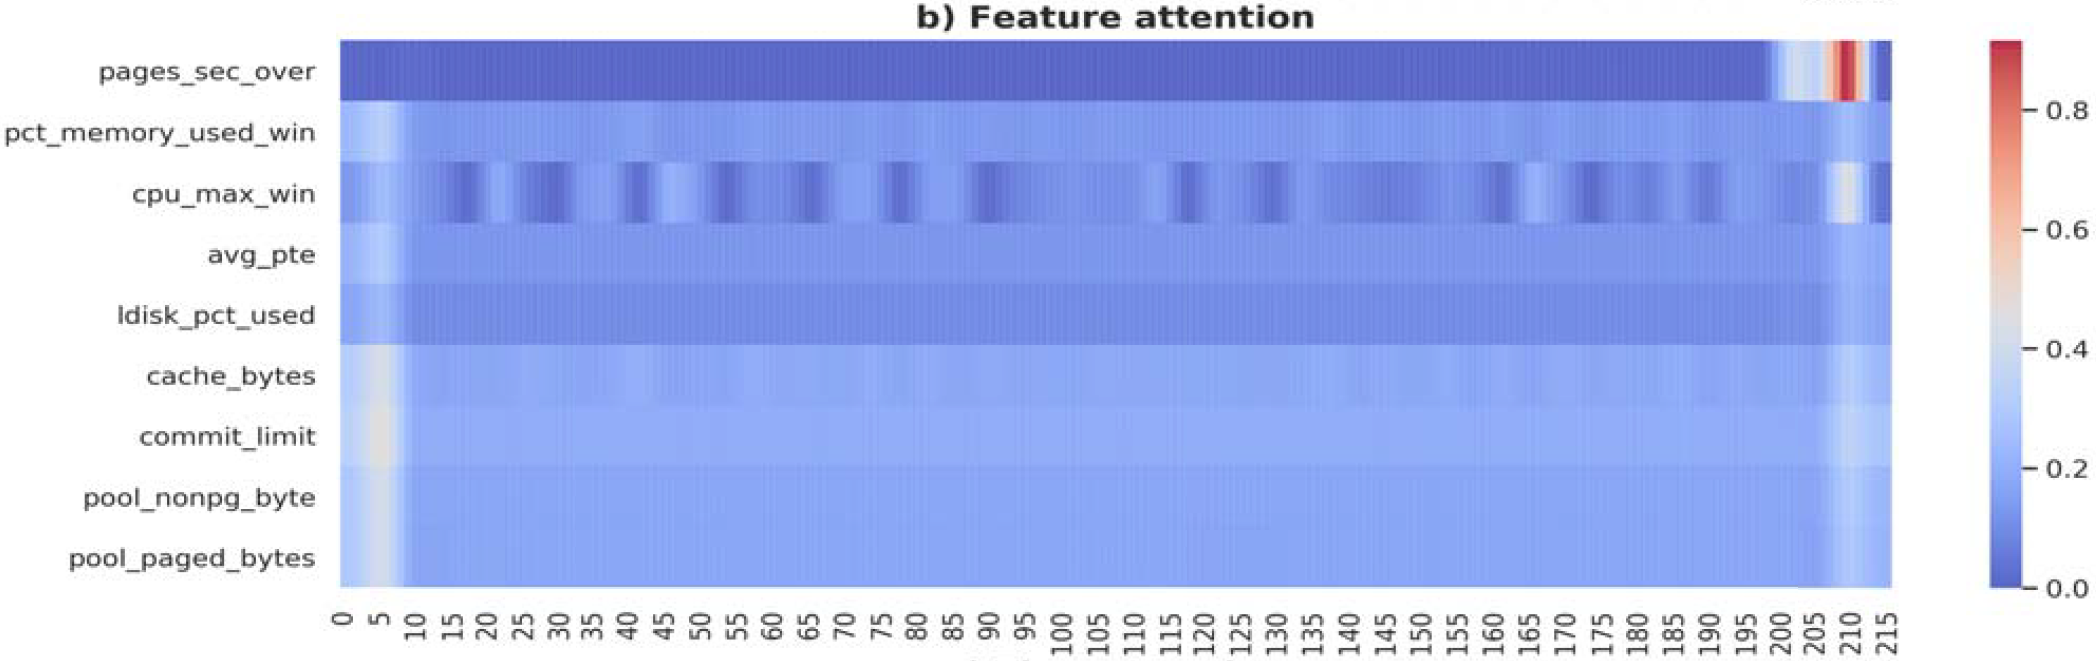 b) Feature attention
pages_sec_over
pct_memory_used_win
cpu_max_win
avg_pte
ldisk_pct_used
cache_bytes
commit_limit
pool_nonpg_byte
pool_paged_bytes
0 5 10 15 20 25 30 35 40 45 50 55 60 65 70 75 80 85 90 95 100 105 110 115 120 125 130 135 140 145 150 155 160 165 170 175 180 185 190 195 200 205 210 215
0.8
0.6
0.4
0.2
0.0